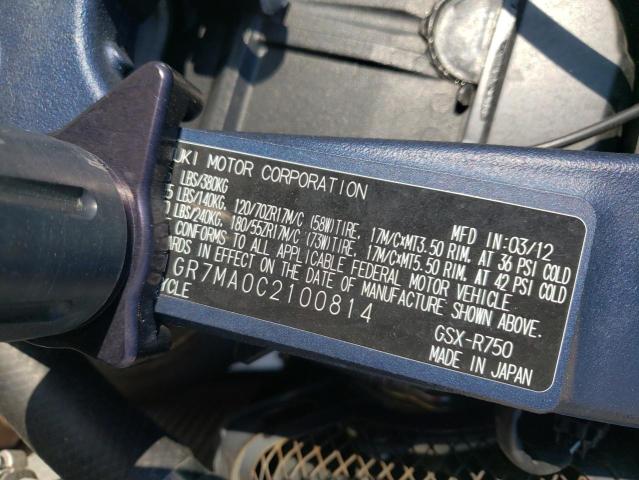 UKI MOTOR CORPORATION
LBS/380KG MFD IN:03/12
5 LBS/140KG, 120/70ZR17M/C (58W)TIRE, 17M/C×MT3.50 RIM. AT 36 PSI COLD
LBS/240KG, 180/55ZR17M/C (73W)TIRE, 17M/C×MT5.50 RIM. AT 42 PSI COLD
CONFORMS TO ALL APPLICABLE FEDERAL MOTOR VEHICLE
ARDS IN EFFECT ON THE DATE OF MANUFACTURE SHOWN ABOVE.
GR7MA0C2100814
YCLE GSX-R750
MADE IN JAPAN